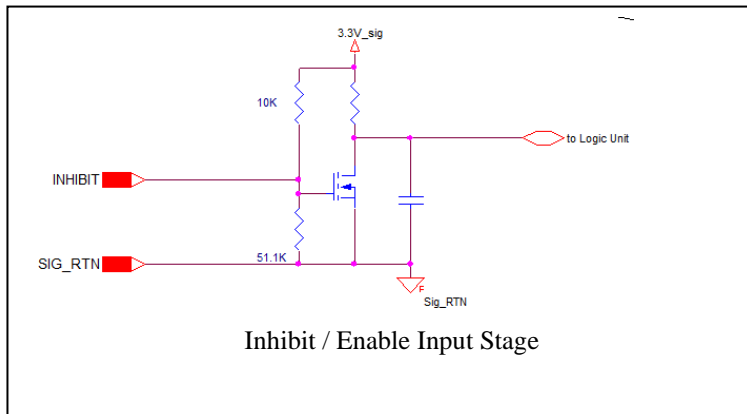 3.3V_sig
10K
to Logic Unit
INHIBIT
51.1K
SIG_RTN
F
Sig_RTN
Inhibit / Enable Input Stage